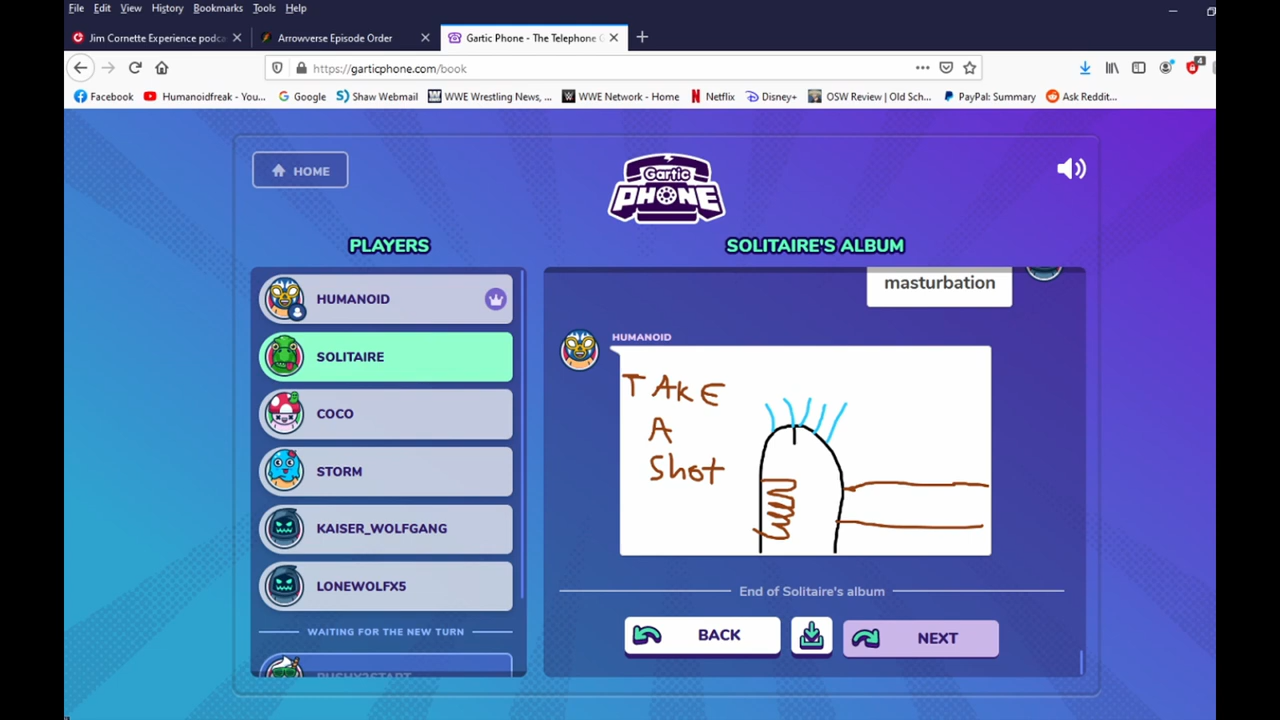 File Edit View History Bookmarks Tools Help
Jim Cornette Experience podca
Arrowverse Episode Order
Gartic Phone - The Telephone G
https://garticphone.com/book
4
Facebook
Humanoidfreak - You...
Google
Shaw Webmail
WWE Wrestling News, ...
WWE Network - Home
Netflix
Disney+
OSW Review | Old Sch...
PayPal: Summary
Ask Reddit...
HOME
Gartic
PHONE
PLAYERS
SOLITAIRE'S ALBUM
HUMANOID
SOLITAIRE
COCO
STORM
KAISER_WOLFGANG
LONEWOLFX5
WAITING FOR THE NEW TURN
masturbation
HUMANOID
TAKE
A
Shot
End of Solitaire's album
BACK
NEXT